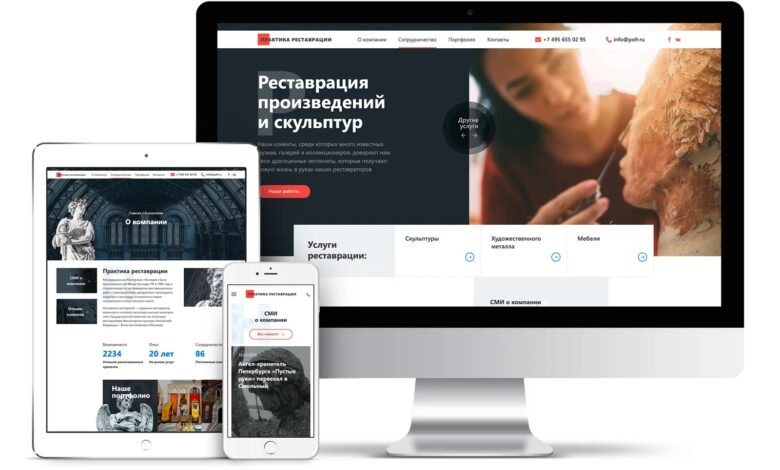 ПРАКТИКА РЕСТАВРАЦИИ
О компании
Сотрудничество
Портфолио
Контакты
+7 495 655 02 95
info@pofr.ru
Реставрация
произведений
и скульптур
Наши клиенты, среди которых много известных
музеев, галерей и коллекционеров, доверяют нам
свои драгоценные экспонаты, которые получают
новую жизнь в руках наших реставраторов
Наши работы
Другие
услуги
Услуги
реставрации:
Скульптуры
Художественного
металла
Мебели
СМИ о компании
О компании
СМИ о
компании
Отзывы
клиентов
Практика реставрации
Возможности
2234
Опыт
20 лет
Сотрудничество
86
Наше
портфолио
ПРАКТИКА РЕСТАВРАЦИИ
СМИ
о компании
Все новости
Ангел-хранитель
Петербурга «Пустые
руки» переехал в
Смольный